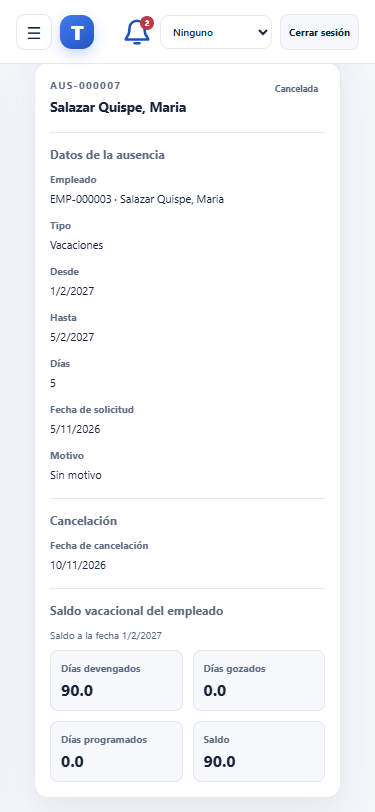 T
2
Ninguno
Cerrar sesión
AUS-000007
Cancelada
Salazar Quispe, Maria
Datos de la ausencia
Empleado
EMP-000003 · Salazar Quispe, Maria
Tipo
Vacaciones
Desde
1/2/2027
Hasta
5/2/2027
Días
5
Fecha de solicitud
5/11/2026
Motivo
Sin motivo
Cancelación
Fecha de cancelación
10/11/2026
Saldo vacacional del empleado
Saldo a la fecha 1/2/2027
Días devengados
90.0
Días gozados
0.0
Días programados
0.0
Saldo
90.0